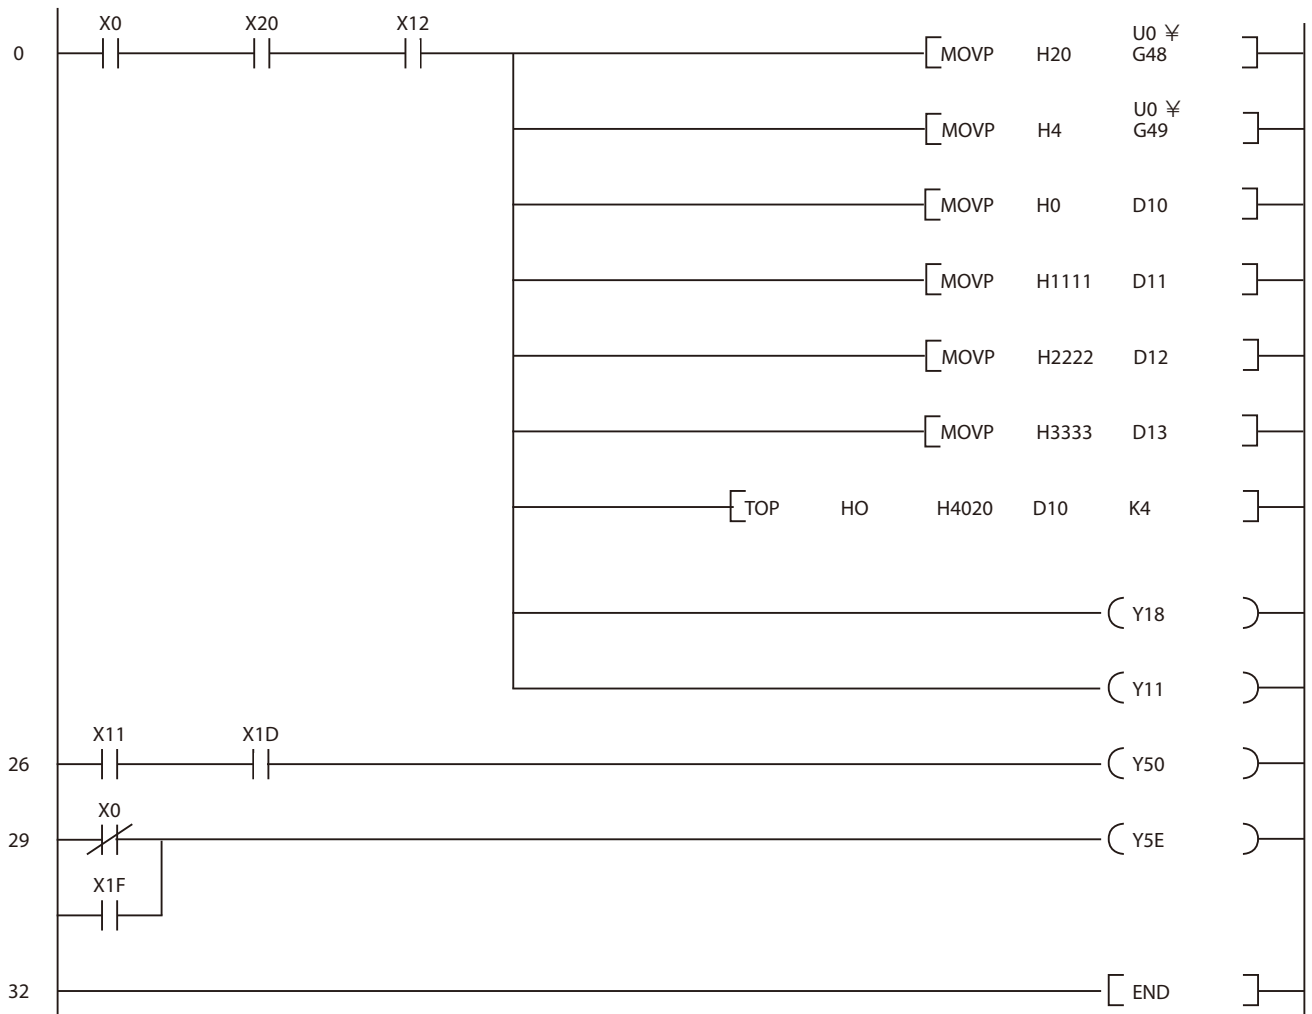 X0 X20 X12
0 MOVP H20 U0 ¥ G48
MOVP H4 U0 ¥ G49
MOVP H0 D10
MOVP H1111 D11
MOVP H2222 D12
MOVP H3333 D13
TOP HO H4020 D10 K4
Y18
Y11
X11 X1D
26 Y50
X0
29 Y5E
X1F
32 END